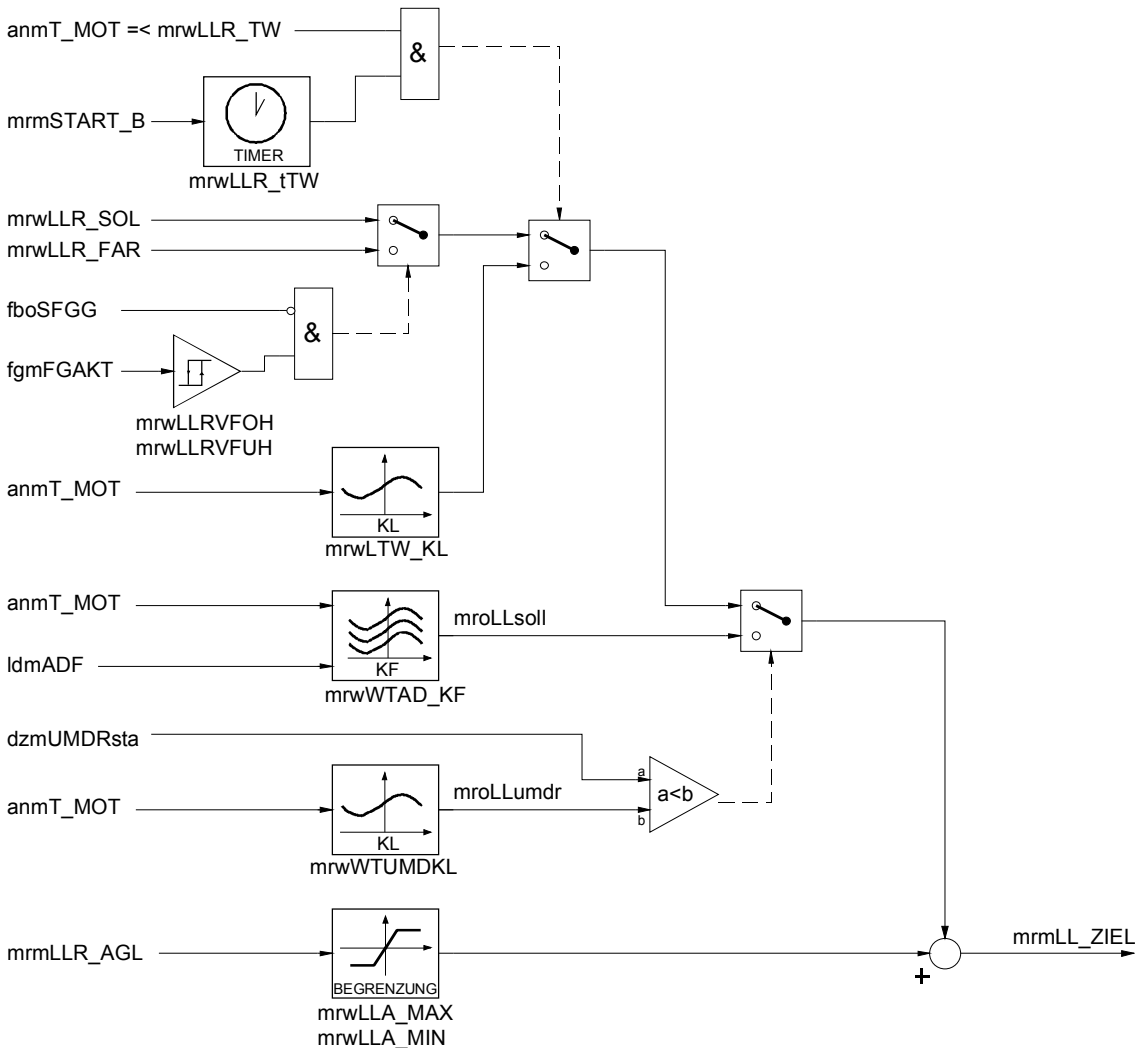 anmT_MOT =< mrwLLR_TW
&
mrmSTART_B
TIMER
mrwLLR_tTW
mrwLLR_SOL
mrwLLR_FAR
fboSFGG
&
fgmFGAKT
mrwLLRVFOH
mrwLLRVFUH
anmT_MOT
KL
mrwLTW_KL
anmT_MOT
mroLLsoll
ldmADF
KF
mrwWTAD_KF
dzmUMDRsta
a
a<b
b
mroLLumdr
anmT_MOT
KL
mrwWTUMDKL
mrmLLR_AGL
BEGRENZUNG
mrwLLA_MAX
mrwLLA_MIN
+
mrmLL_ZIEL